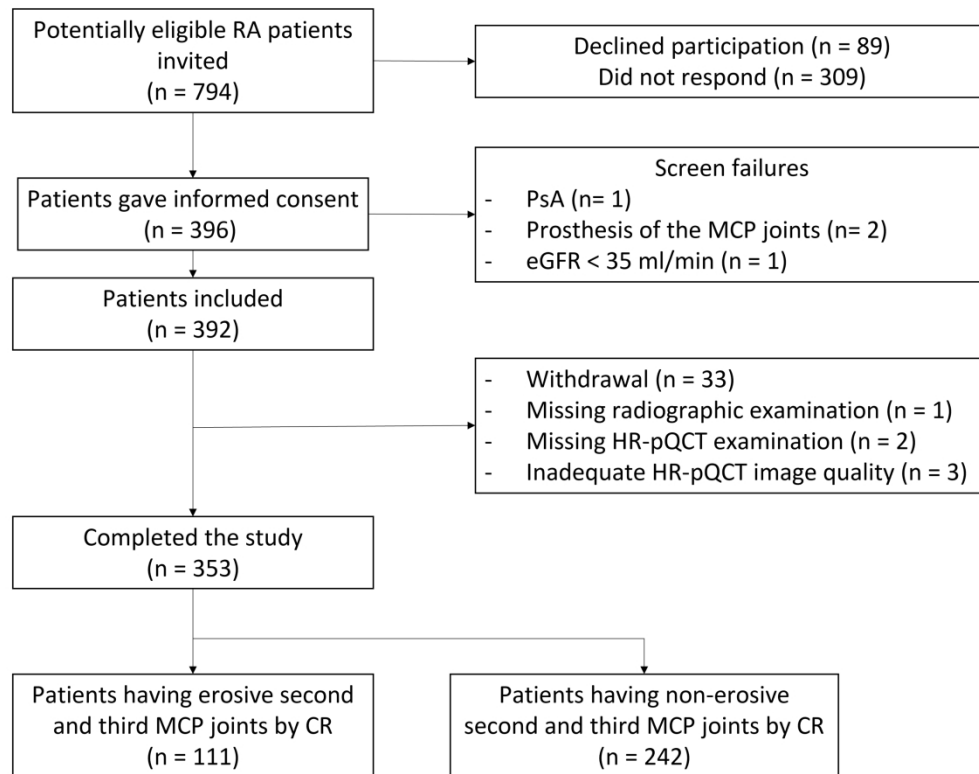 Potentially eligible RA patients
invited
(n = 794)
Declined participation (n = 89)
Did not respond (n = 309)
Patients gave informed consent
(n = 396)
Screen failures
- PsA (n= 1)
- Prosthesis of the MCP joints (n= 2)
- eGFR < 35 ml/min (n = 1)
Patients included
(n = 392)
- Withdrawal (n = 33)
- Missing radiographic examination (n = 1)
- Missing HR-pQCT examination (n = 2)
- Inadequate HR-pQCT image quality (n = 3)
Completed the study
(n = 353)
Patients having erosive second
and third MCP joints by CR
(n = 111)
Patients having non-erosive
second and third MCP joints by CR
(n = 242)